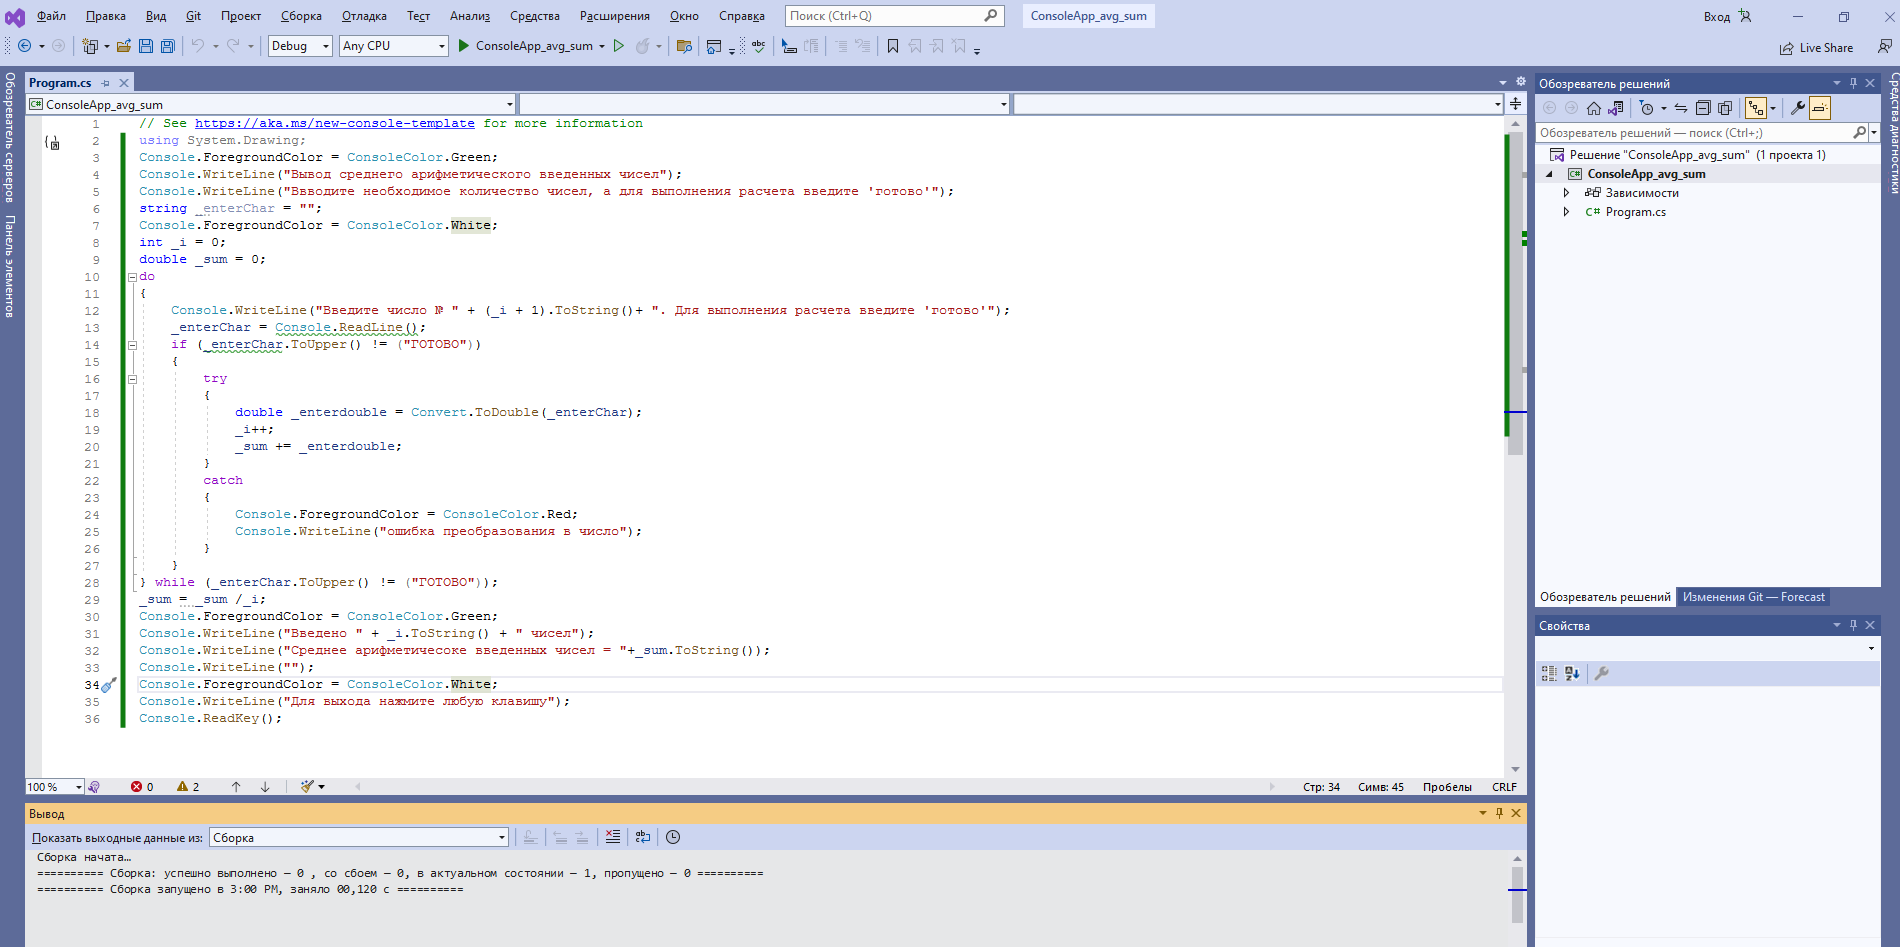 Файл Правка Вид Git Проект Сборка Отладка Тест Анализ Средства Расширения Окно Справка Поиск (Ctrl+Q) ConsoleApp_avg_sum Вход
Debug Any CPU ConsoleApp_avg_sum Live Share
Обозреватель серверов
Панель элементов
Program.cs
ConsoleApp_avg_sum
1 // See https://aka.ms/new-console-template for more information
2 using System.Drawing;
3 Console.ForegroundColor = ConsoleColor.Green;
4 Console.WriteLine("Вывод среднего арифметического введенных чисел");
5 Console.WriteLine("Ввводите необходимое количество чисел, а для выполнения расчета введите 'готово'");
6 string _enterChar = "";
7 Console.ForegroundColor = ConsoleColor.White;
8 int _i = 0;
9 double _sum = 0;
10 do
11 {
12 Console.WriteLine("Введите число № " + (_i + 1).ToString()+ ". Для выполнения расчета введите 'готово'");
13 _enterChar = Console.ReadLine();
14 if (_enterChar.ToUpper() != ("ГОТОВО"))
15 {
16 try
17 {
18 double _enterdouble = Convert.ToDouble(_enterChar);
19 _i++;
20 _sum += _enterdouble;
21 }
22 catch
23 {
24 Console.ForegroundColor = ConsoleColor.Red;
25 Console.WriteLine("ошибка преобразования в число");
26 }
27 }
28 } while (_enterChar.ToUpper() != ("ГОТОВО"));
29 _sum = _sum /_i;
30 Console.ForegroundColor = ConsoleColor.Green;
31 Console.WriteLine("Введено " + _i.ToString() + " чисел");
32 Console.WriteLine("Среднее арифметичесоке введенных чисел = "+_sum.ToString());
33 Console.WriteLine("");
34 Console.ForegroundColor = ConsoleColor.White;
35 Console.WriteLine("Для выхода нажмите любую клавишу");
36 Console.ReadKey();
100 % 0 2 Стр: 34 Симв: 45 Пробелы CRLF
Вывод
Показать выходные данные из: Сборка
Сборка начата…
========== Сборка: успешно выполнено — 0 , со сбоем — 0, в актуальном состоянии — 1, пропущено — 0 ==========
========== Сборка запущено в 3:00 PM, заняло 00,120 с ==========
Обозреватель решений
Обозреватель решений — поиск (Ctrl+;)
Решение "ConsoleApp_avg_sum" (1 проекта 1)
C# ConsoleApp_avg_sum
Зависимости
C# Program.cs
Обозреватель решений Изменения Git — Forecast
Свойства
Средства диагностики